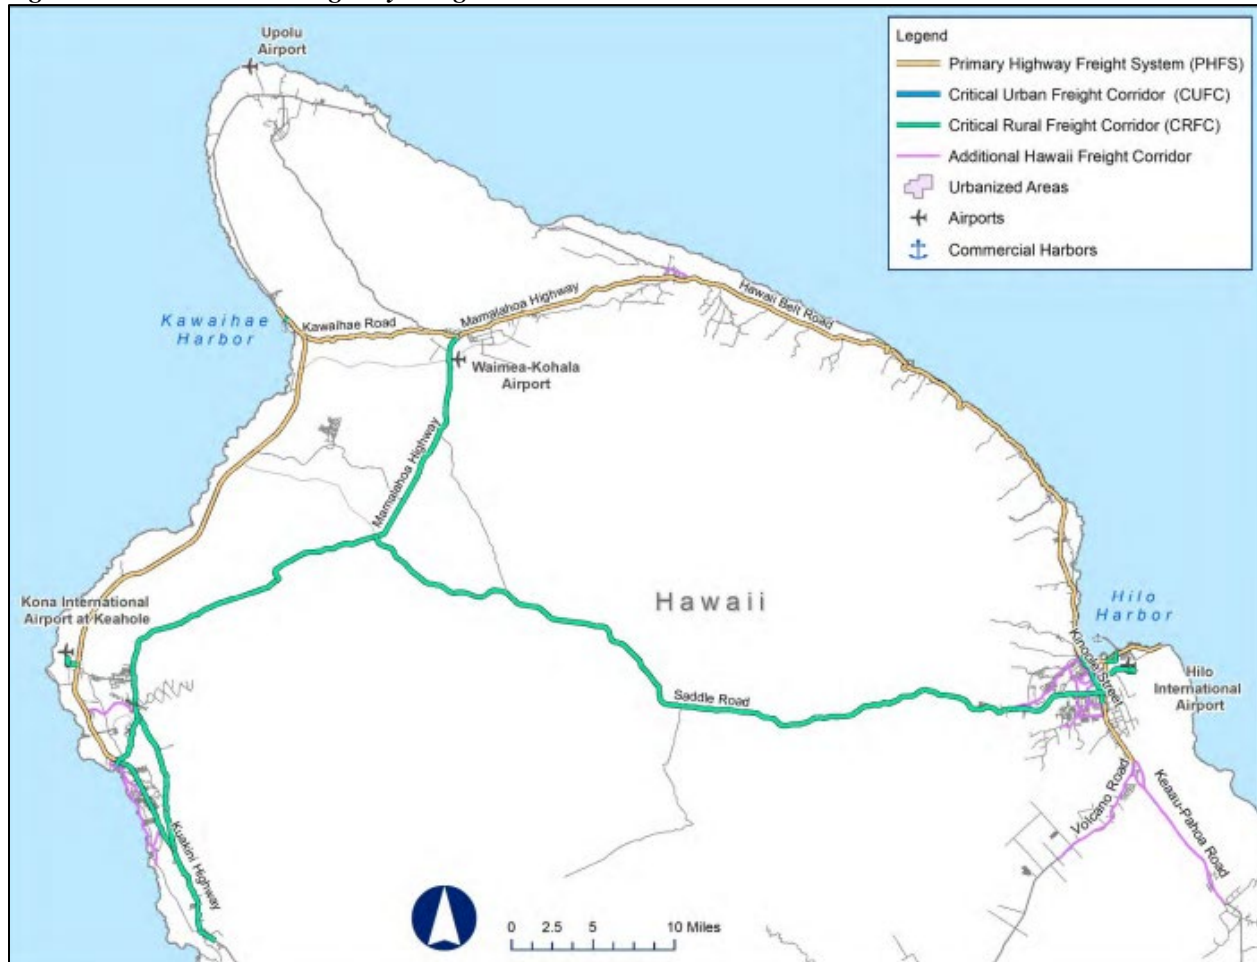 Upolu
Airport
Legend
Primary Highway Freight System (PHFS)
Critical Urban Freight Corridor (CUFC)
Critical Rural Freight Corridor (CRFC)
Additional Hawaii Freight Corridor
Urbanized Areas
Airports
Commercial Harbors
Kawaihae
Harbor
Kawaihae Road
Mamalahoa Highway
Hawaii Belt Road
Waimea-Kohala
Airport
Mamalahoa Highway
Kona International
Airport at Keahole
Hawaii
Hilo
Harbor
Kinoole Street
Hilo
International
Airport
Saddle Road
Volcano Road
Keaau-Pahoa Road
Kuakini Highway
0 2.5 5 10 Miles